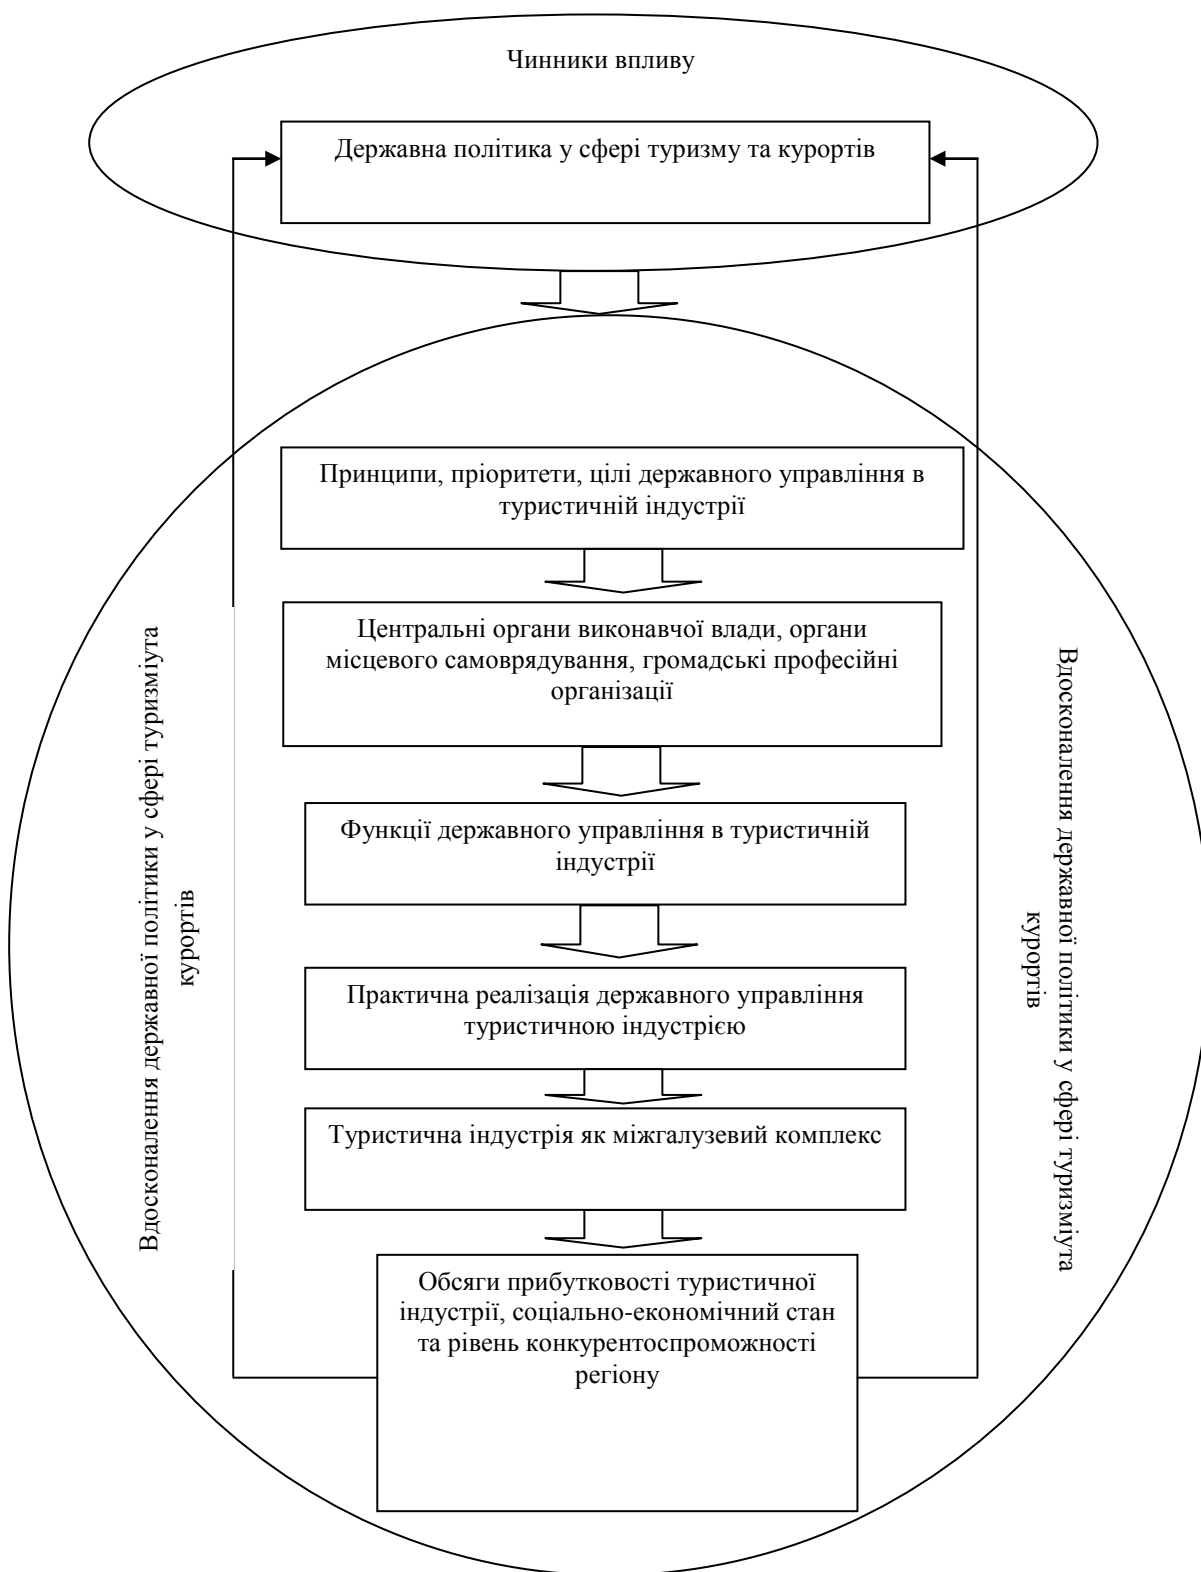 Чинники впливу
Державна політика у сфері туризму та курортів
Принципи, пріоритети, цілі державного управління в
туристичній індустрії
Центральні органи виконавчої влади, органи
місцевого самоврядування, громадські професійні
організації
Функції державного управління в туристичній
індустрії
Практична реалізація державного управління
туристичною індустрією
Туристична індустрія як міжгалузевий комплекс
Обсяги прибутковості туристичної
індустрії, соціально-економічний стан
та рівень конкурентоспроможності
регіону
Вдосконалення державної політики у сфері туризміута
курортів
Вдосконалення державної політики у сфері туризміута
курортів